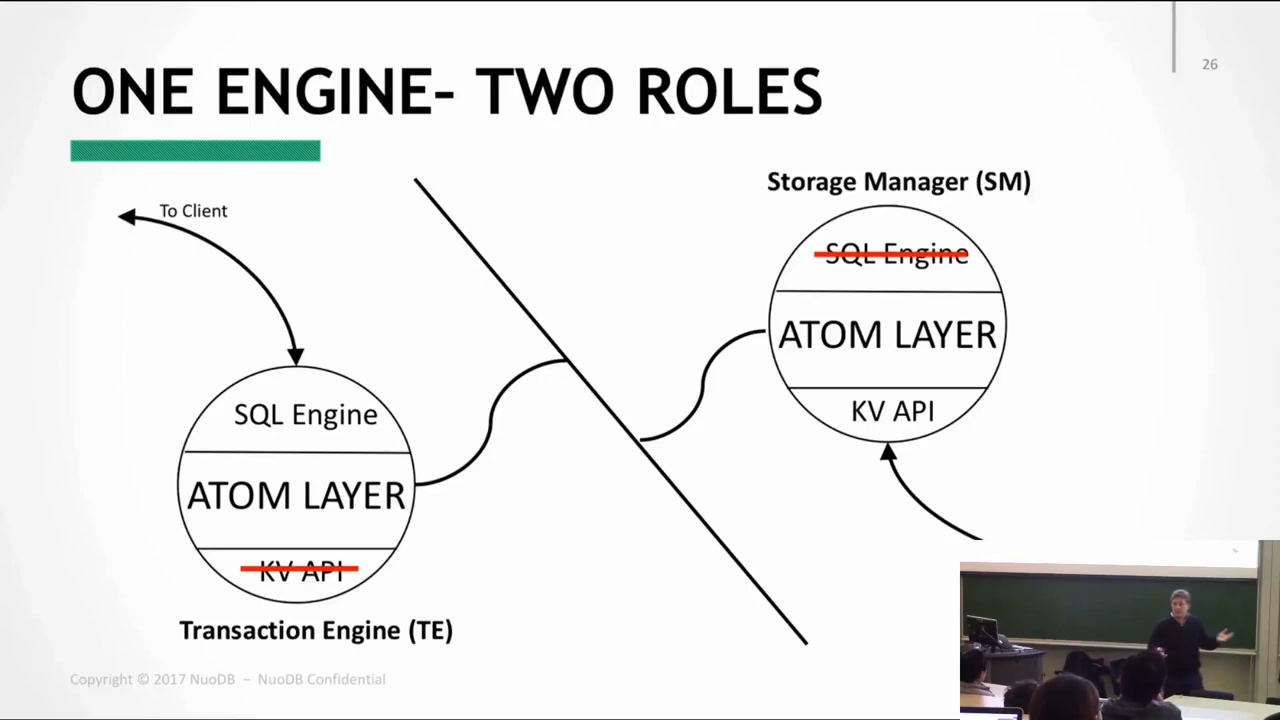 26
ONE ENGINE- TWO ROLES
Storage Manager (SM)
To Client
SQL Engine
ATOM LAYER
KV API
SQL Engine
ATOM LAYER
KV API
Transaction Engine (TE)
Copyright © 2017 NuoDB – NuoDB Confidential